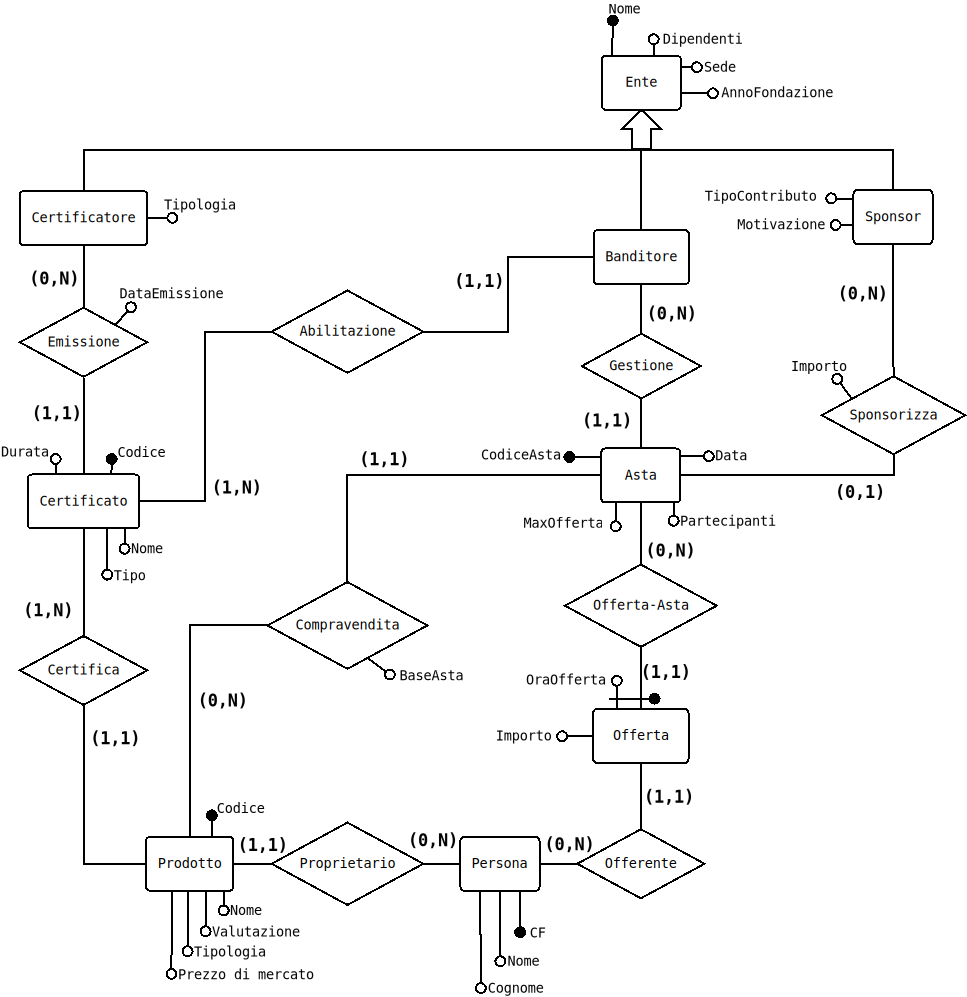 Nome
Dipendenti
Ente
Sede
AnnoFondazione
Tipologia
TipoContributo
Certificatore
Sponsor
Motivazione
Banditore
(0,N)
(1,1)
DataEmissione
(0,N)
(0,N)
Abilitazione
Emissione
Gestione
Importo
(1,1)
Sponsorizza
(1,1)
Durata
Codice
(1,1)
CodiceAsta
Data
Asta
(1,N)
(0,1)
Certificato
MaxOfferta
Partecipanti
Nome
(0,N)
Tipo
Offerta-Asta
(1,N)
Compravendita
Certifica
(1,1)
BaseAsta
OraOfferta
(0,N)
(1,1)
Importo
Offerta
(1,1)
Codice
(1,1)
(0,N)
(0,N)
Prodotto
Proprietario
Persona
Offerente
Nome
Valutazione
CF
Tipologia
Nome
Prezzo di mercato
Cognome